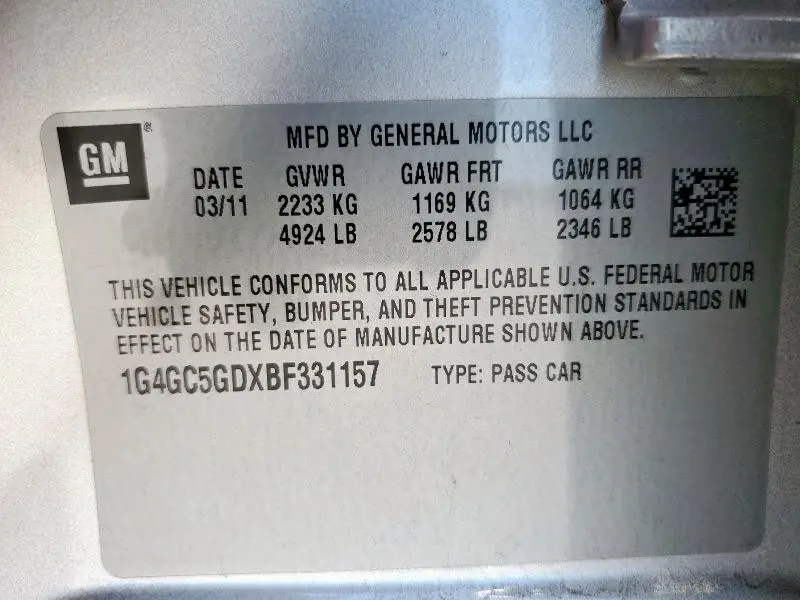 GM®
MFD BY GENERAL MOTORS LLC
DATE GVWR GAWR FRT GAWR RR
03/11 2233 KG 1169 KG 1064 KG
4924 LB 2578 LB 2346 LB
THIS VEHICLE CONFORMS TO ALL APPLICABLE U.S. FEDERAL MOTOR
VEHICLE SAFETY, BUMPER, AND THEFT PREVENTION STANDARDS IN
EFFECT ON THE DATE OF MANUFACTURE SHOWN ABOVE.
1G4GC5GDXBF331157 TYPE: PASS CAR